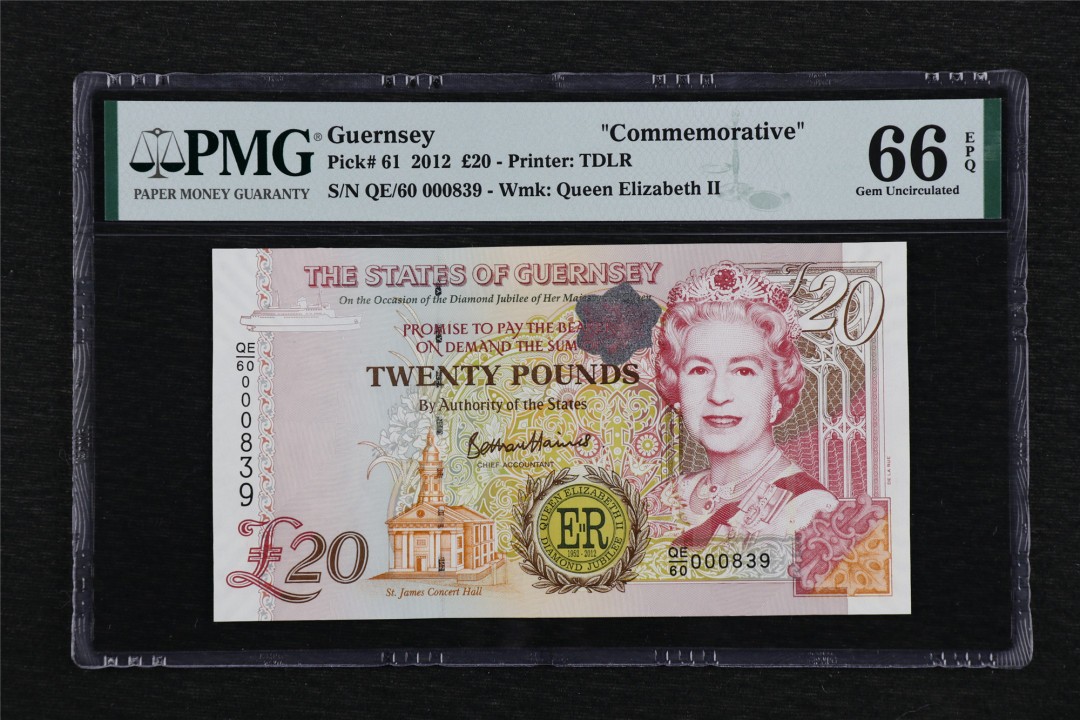 PMG®
PAPER MONEY GUARANTY
Guernsey "Commemorative"
Pick# 61 2012 £20 - Printer: TDLR
S/N QE/60 000839 - Wmk: Queen Elizabeth II
66 EPQ
Gem Uncirculated
THE STATES OF GUERNSEY
£20
On the Occasion of the Diamond Jubilee of Her
PROMISE TO PAY THE
ON DEMAND THE SUM
TWENTY POUNDS
By Authority of the States
CHIEF ACCOUNTANT
QE/60 000839
DE LA RUE
QUEEN ELIZABETH II
EIIR
1952 - 2012
DIAMOND JUBILEE
QE/60 000839
£20
St. James Concert Hall